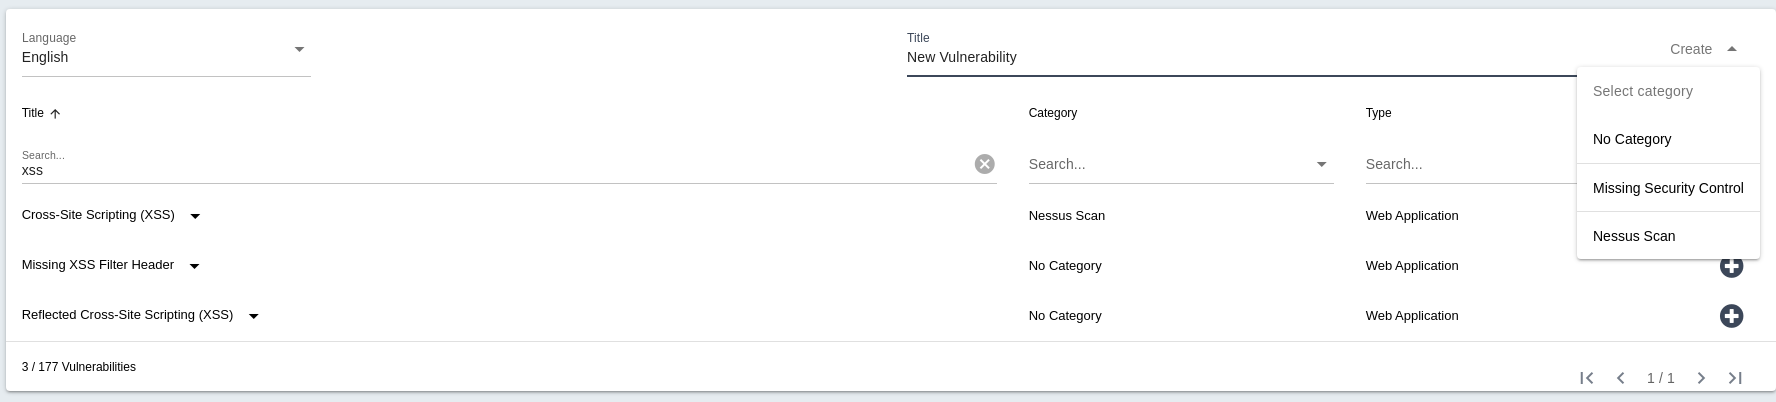 Language
English
Title
New Vulnerability
Create
Select category
No Category
Missing Security Control
Nessus Scan
Title
Category
Type
Search...
xss
Search...
Search...
Cross-Site Scripting (XSS)
Nessus Scan
Web Application
Missing XSS Filter Header
No Category
Web Application
Reflected Cross-Site Scripting (XSS)
No Category
Web Application
3 / 177 Vulnerabilities
1 / 1